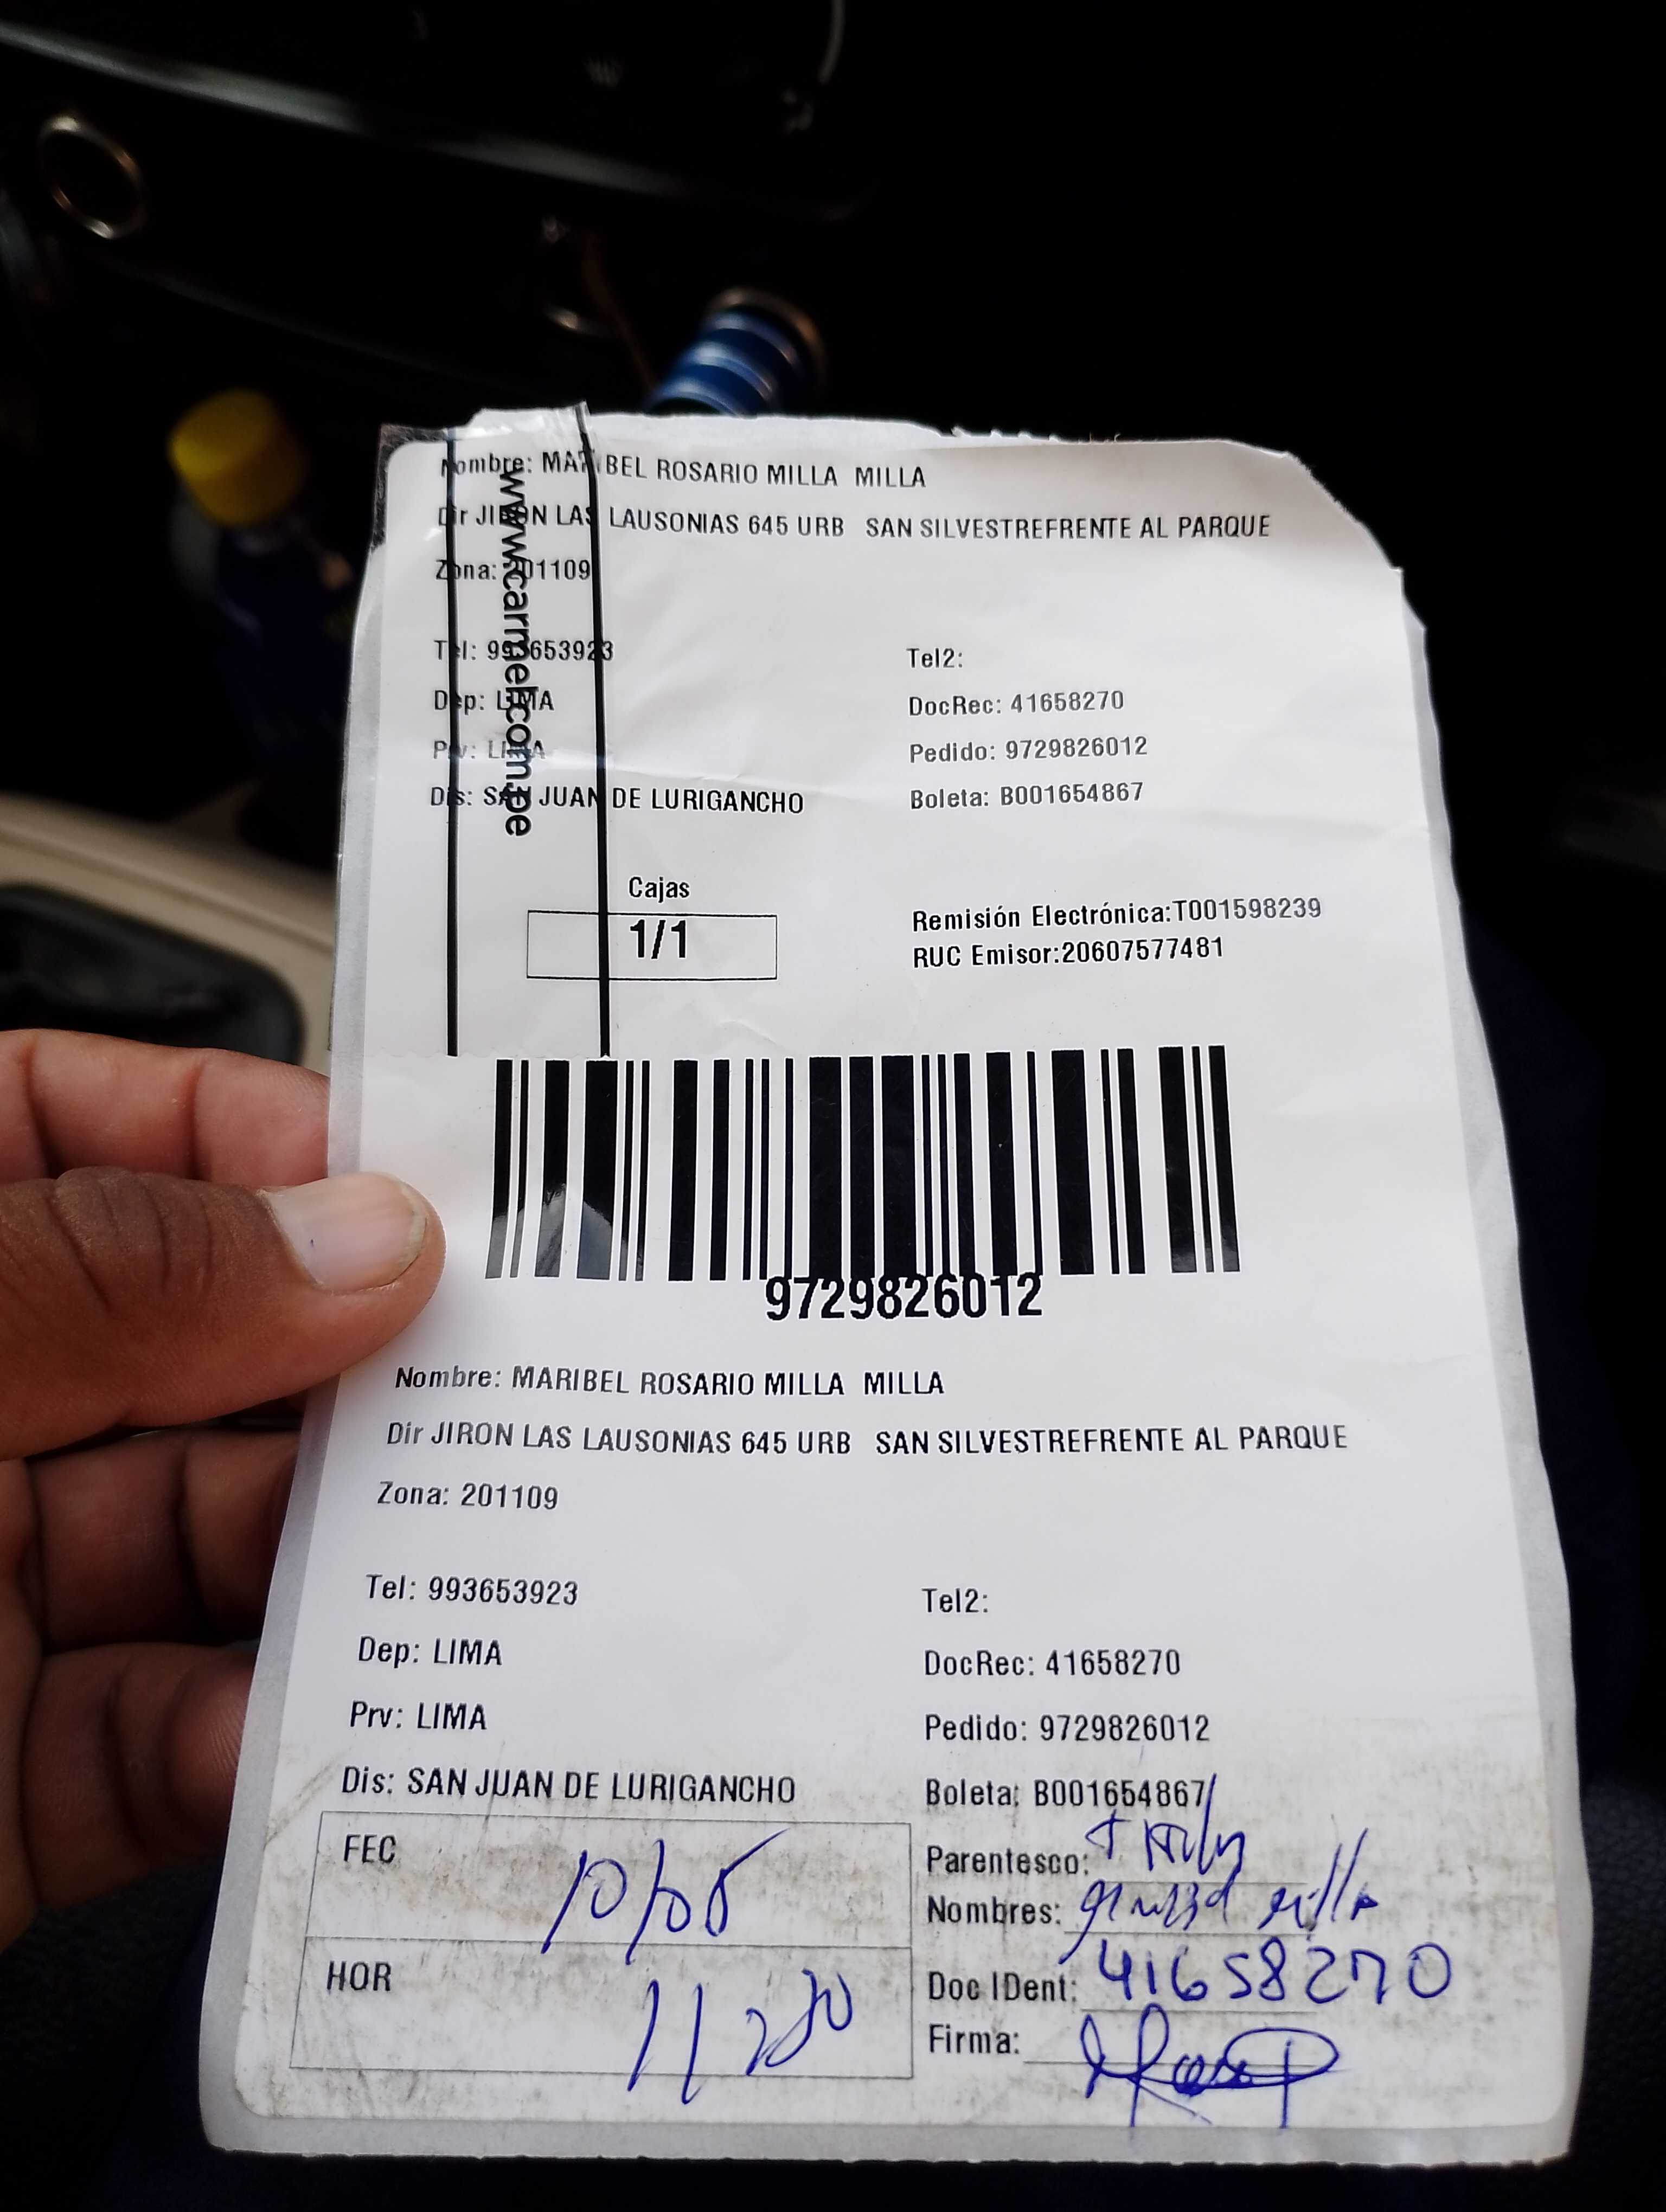 Nombre: MARIBEL ROSARIO MILLA MILLA
Dir JIRON LAS LAUSONIAS 645 URB SAN SILVESTREFRENTE AL PARQUE
Zona: 201109
Tel: 993653923
Tel2:
Dep: LIMA
DocRec: 41658270
Prv: LIMA
Pedido: 9729826012
Dis: SAN JUAN DE LURIGANCHO
Boleta: B001654867
www.carmel.com.pe
Cajas
1/1
Remisión Electrónica:T001598239
RUC Emisor:20607577481
9729826012
Nombre: MARIBEL ROSARIO MILLA MILLA
Dir JIRON LAS LAUSONIAS 645 URB SAN SILVESTREFRENTE AL PARQUE
Zona: 201109
Tel: 993653923
Tel2:
Dep: LIMA
DocRec: 41658270
Prv: LIMA
Pedido: 9729826012
Dis: SAN JUAN DE LURIGANCHO
Boleta: B001654867
FEC 10/05
Parentesco:
Nombres: milla
HOR 11
Doc IDent: 41658270
Firma: